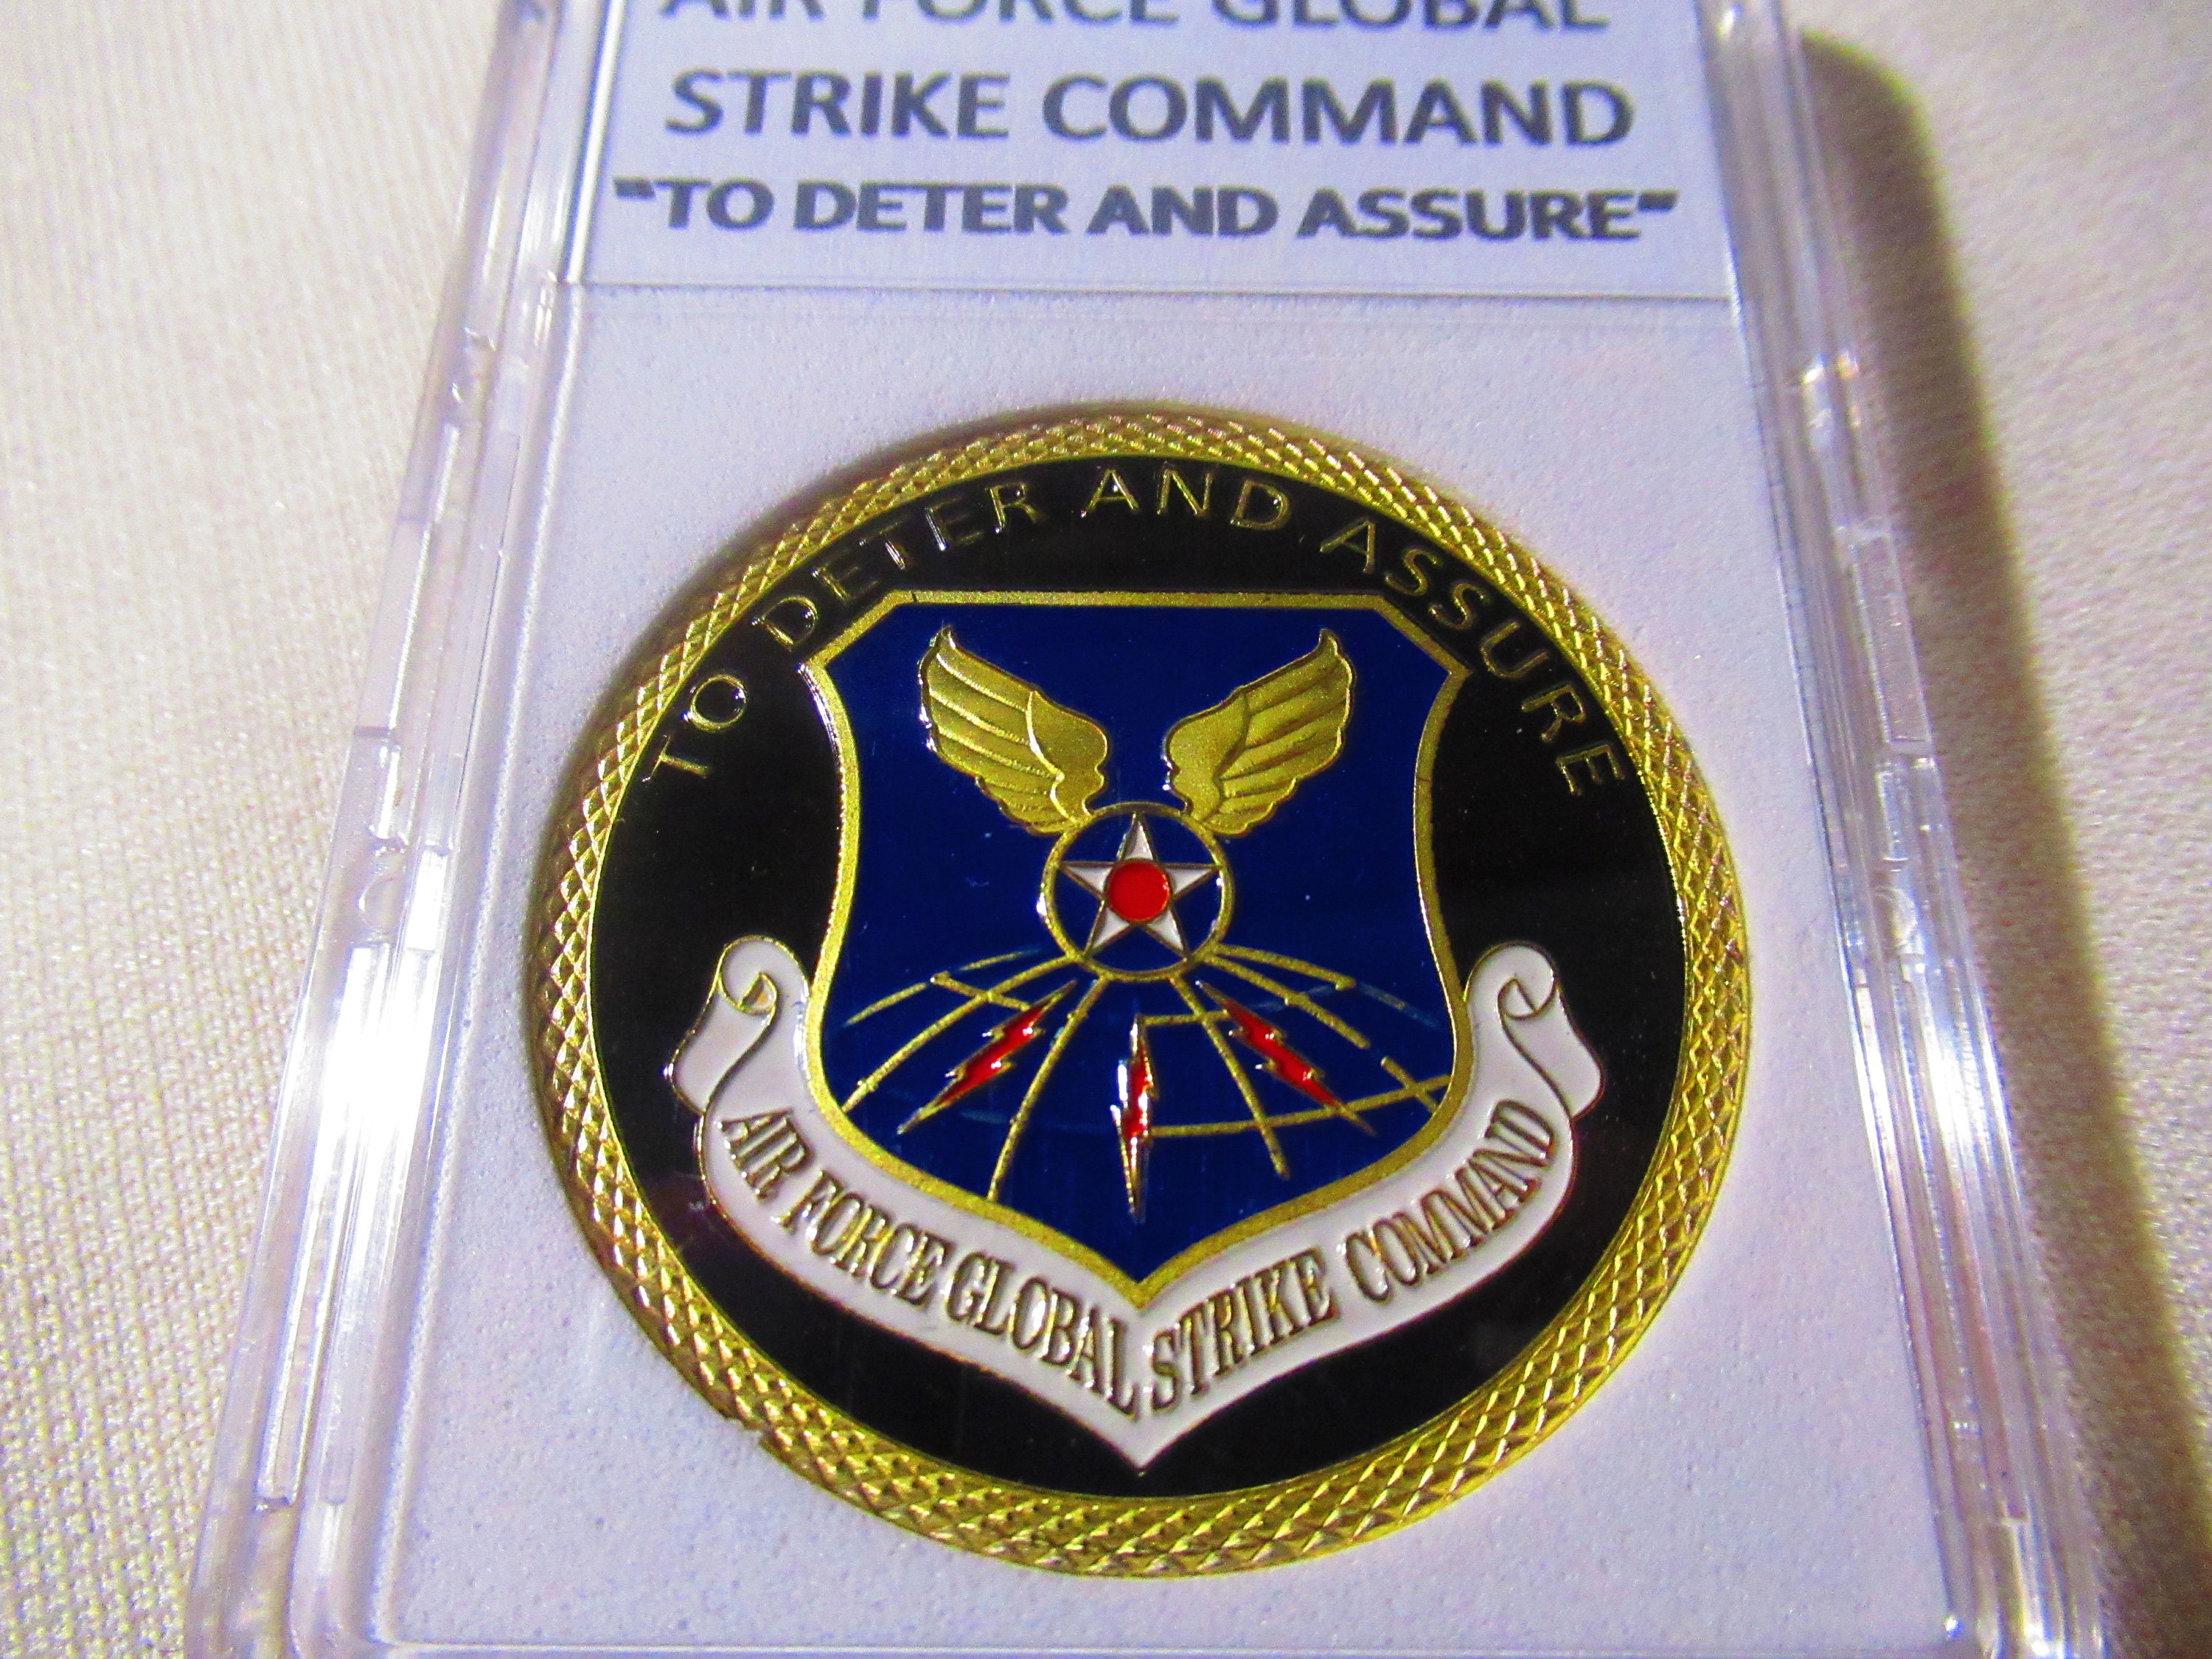 AIR FORCE GLOBAL
STRIKE COMMAND
"TO DETER AND ASSURE"
TO DETER AND ASSURE
AIR FORCE GLOBAL STRIKE COMMAND